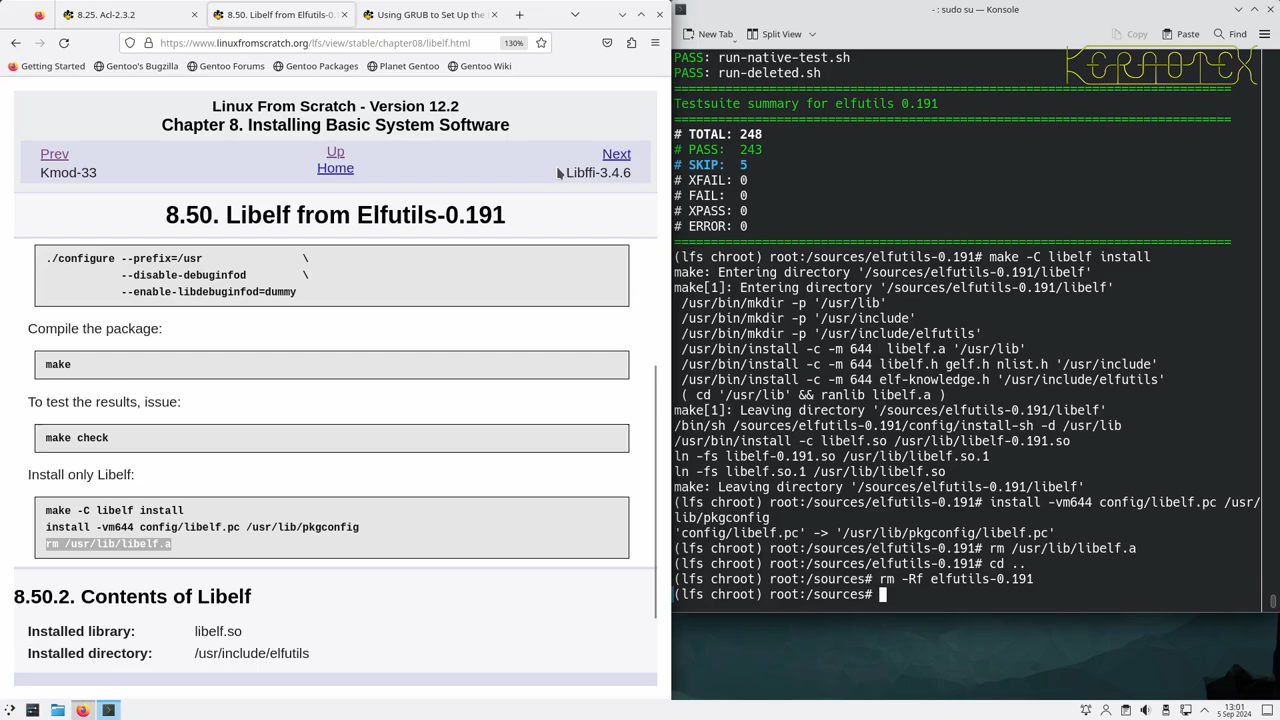 8.25. Acl-2.3.2
8.50. Libelf from Elfutils-0.1
Using GRUB to Set Up the
https://www.linuxfromscratch.org/lfs/view/stable/chapter08/libelf.html
130%
Getting Started
Gentoo's Bugzilla
Gentoo Forums
Gentoo Packages
Planet Gentoo
Gentoo Wiki
Linux From Scratch - Version 12.2
Chapter 8. Installing Basic System Software
Prev
Up
Next
Kmod-33
Home
Libffi-3.4.6
8.50. Libelf from Elfutils-0.191
./configure --prefix=/usr \
--disable-debuginfod \
--enable-libdebuginfod=dummy
Compile the package:
make
To test the results, issue:
make check
Install only Libelf:
make -C libelf install
install -vm644 config/libelf.pc /usr/lib/pkgconfig
rm /usr/lib/libelf.a
8.50.2. Contents of Libelf
Installed library: libelf.so
Installed directory: /usr/include/elfutils
- : sudo su — Konsole
New Tab
Split View
Copy
Paste
Find
KERNOTEX
PASS: run-native-test.sh
PASS: run-deleted.sh
============================================================================
Testsuite summary for elfutils 0.191
============================================================================
# TOTAL: 248
# PASS:  243
# SKIP:  5
# XFAIL: 0
# FAIL:  0
# XPASS: 0
# ERROR: 0
============================================================================
(lfs chroot) root:/sources/elfutils-0.191# make -C libelf install
make: Entering directory '/sources/elfutils-0.191/libelf'
make[1]: Entering directory '/sources/elfutils-0.191/libelf'
/usr/bin/mkdir -p '/usr/lib'
/usr/bin/mkdir -p '/usr/include'
/usr/bin/mkdir -p '/usr/include/elfutils'
/usr/bin/install -c -m 644  libelf.a '/usr/lib'
/usr/bin/install -c -m 644 libelf.h gelf.h nlist.h '/usr/include'
/usr/bin/install -c -m 644 elf-knowledge.h '/usr/include/elfutils'
( cd '/usr/lib' && ranlib libelf.a )
make[1]: Leaving directory '/sources/elfutils-0.191/libelf'
/bin/sh /sources/elfutils-0.191/config/install-sh -d /usr/lib
/usr/bin/install -c libelf.so /usr/lib/libelf-0.191.so
ln -fs libelf-0.191.so /usr/lib/libelf.so.1
ln -fs libelf.so.1 /usr/lib/libelf.so
make: Leaving directory '/sources/elfutils-0.191/libelf'
(lfs chroot) root:/sources/elfutils-0.191# install -vm644 config/libelf.pc /usr/
lib/pkgconfig
'config/libelf.pc' -> '/usr/lib/pkgconfig/libelf.pc'
(lfs chroot) root:/sources/elfutils-0.191# rm /usr/lib/libelf.a
(lfs chroot) root:/sources/elfutils-0.191# cd ..
(lfs chroot) root:/sources# rm -Rf elfutils-0.191
(lfs chroot) root:/sources#
13:01
5 Sep 2024